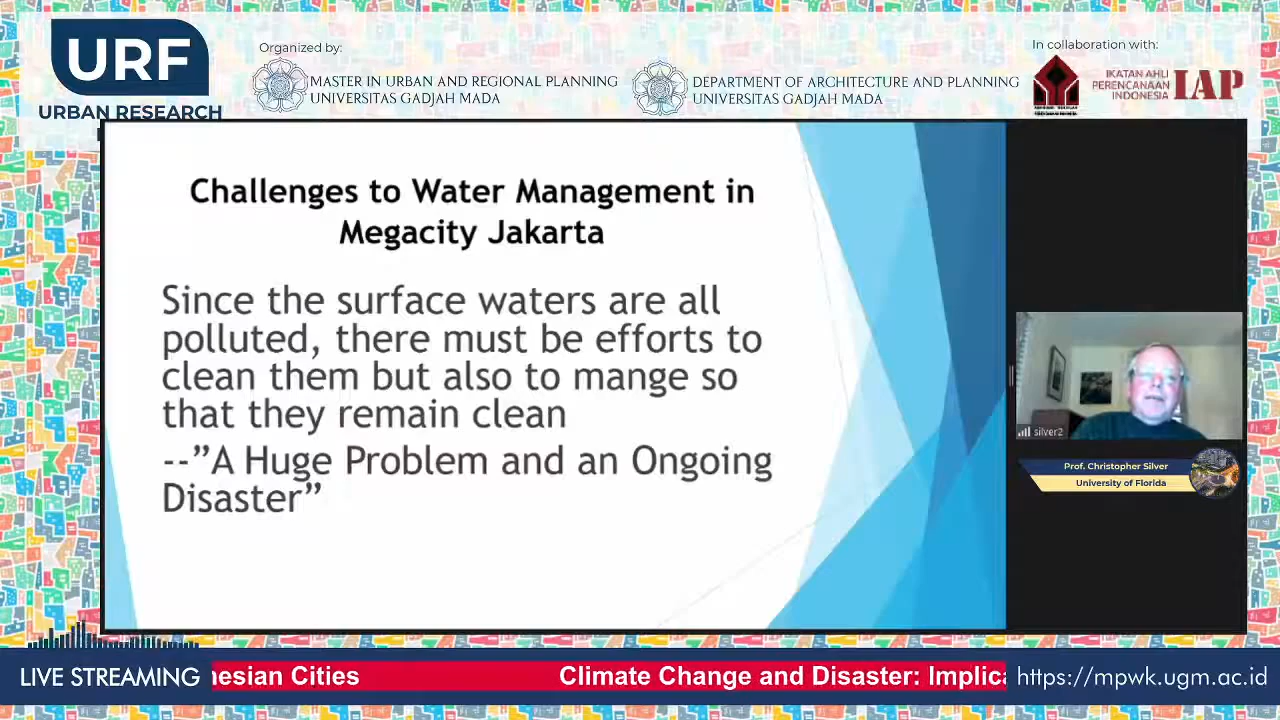 URF
URBAN RESEARCH
Organized by:
MASTER IN URBAN AND REGIONAL PLANNING
UNIVERSITAS GADJAH MADA
DEPARTMENT OF ARCHITECTURE AND PLANNING
UNIVERSITAS GADJAH MADA
In collaboration with:
IKATAN AHLI
PERENCANAAN
INDONESIA
IAP
Challenges to Water Management in
Megacity Jakarta
Since the surface waters are all
polluted, there must be efforts to
clean them but also to mange so
that they remain clean
--”A Huge Problem and an Ongoing
Disaster”
silver2
Prof. Christopher Silver
University of Florida
LIVE STREAMING
nesian Cities
Climate Change and Disaster: Implica
https://mpwk.ugm.ac.id